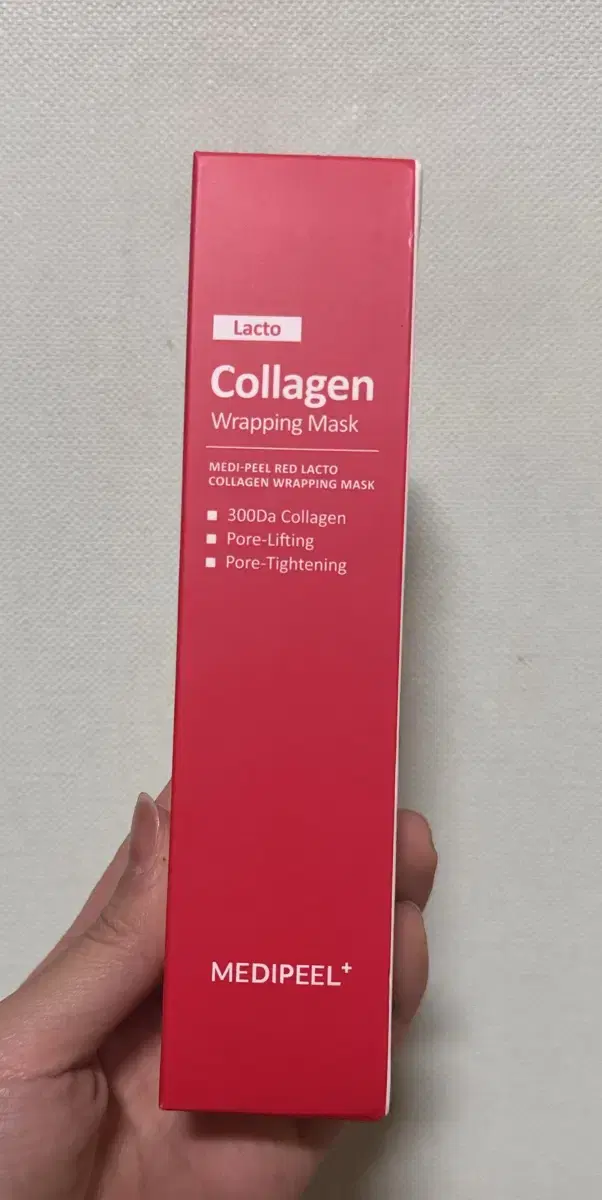 Lacto
Collagen
Wrapping Mask
MEDI-PEEL RED LACTO
COLLAGEN WRAPPING MASK
300Da Collagen
Pore-Lifting
Pore-Tightening
MEDIPEEL+